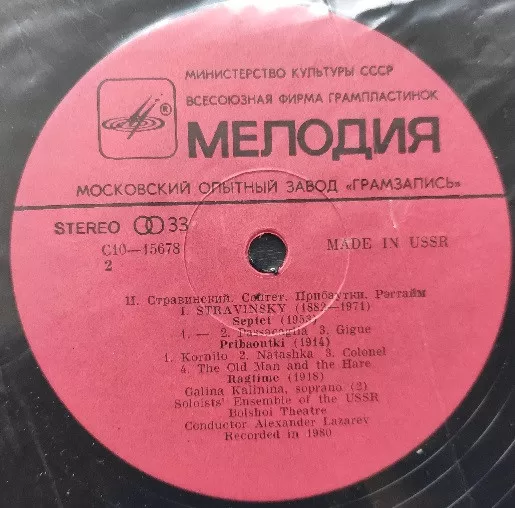 МИНИСТЕРСТВО КУЛЬТУРЫ СССР
ВСЕСОЮЗНАЯ ФИРМА ГРАМПЛАСТИНОК
®
МЕЛОДИЯ
МОСКОВСКИЙ ОПЫТНЫЙ ЗАВОД «ГРАМЗАПИСЬ»
STEREO 33
С10—15678
2
MADE IN USSR
И. Стравинский. Септет. Прибаутки. Рэгтайм
I. STRAVINSKY (1882—1971)
Septet (1953)
1. — 2. Passacaglia 3. Gigue
Pribaoutki (1914)
1. Kornilo 2. Natashka 3. Colonel
4. The Old Man and the Hare
Ragtime (1918)
Galina Kalinina, soprano (2)
Soloists' Ensemble of the USSR
Bolshoi Theatre
Conductor Alexander Lazarev
Recorded in 1980